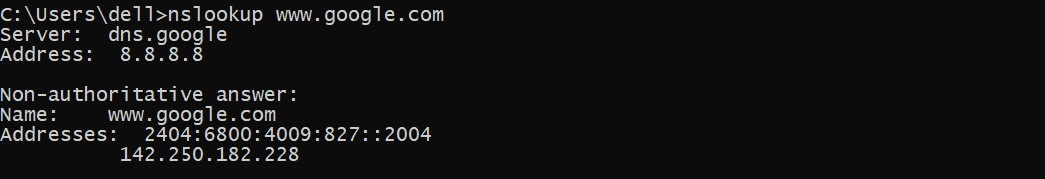 C:\Users\dell>nslookup www.google.com
Server:  dns.google
Address:  8.8.8.8

Non-authoritative answer:
Name:    www.google.com
Addresses:  2404:6800:4009:827::2004
          142.250.182.228